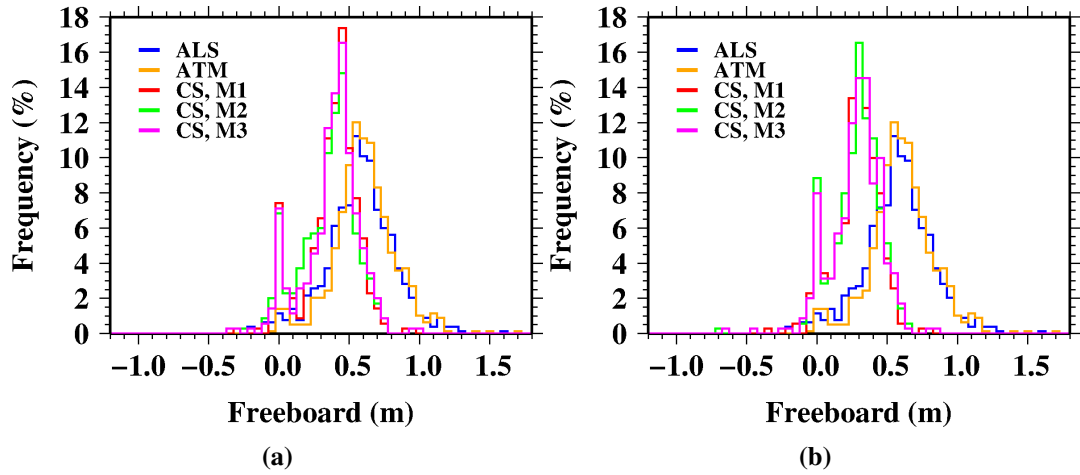 18
16
14
12
10
8
6
4
2
0
Frequency (%)
ALS
ATM
CS, M1
CS, M2
CS, M3
−1.0 −0.5 0.0 0.5 1.0 1.5
Freeboard (m)
(a)
18
16
14
12
10
8
6
4
2
0
Frequency (%)
ALS
ATM
CS, M1
CS, M2
CS, M3
−1.0 −0.5 0.0 0.5 1.0 1.5
Freeboard (m)
(b)